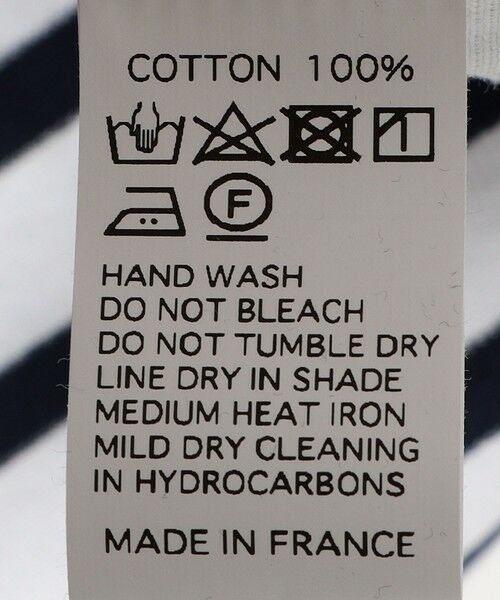 COTTON 100%
F
HAND WASH
DO NOT BLEACH
DO NOT TUMBLE DRY
LINE DRY IN SHADE
MEDIUM HEAT IRON
MILD DRY CLEANING
IN HYDROCARBONS
MADE IN FRANCE